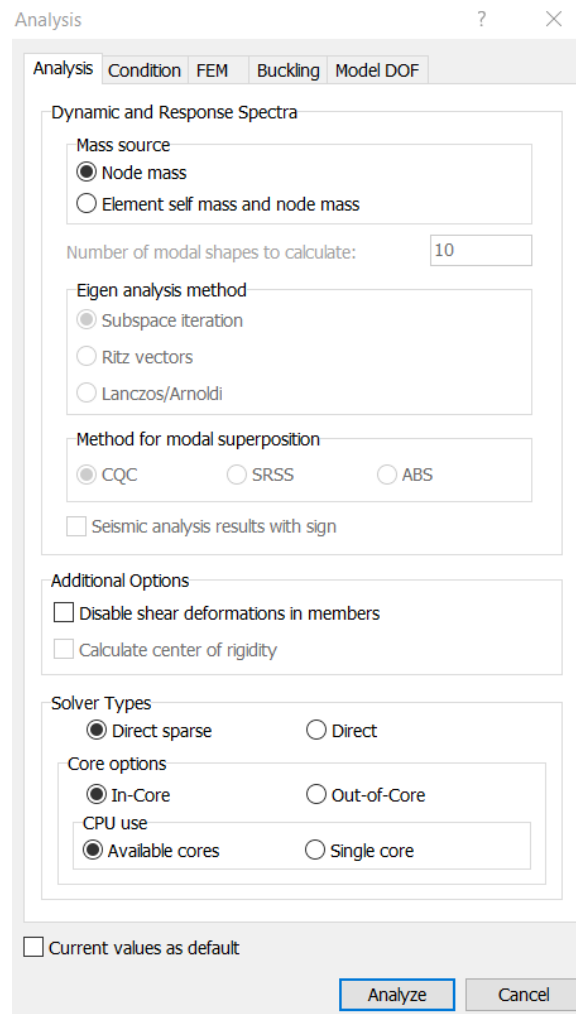 Analysis ?
Analysis Condition FEM Buckling Model DOF
Dynamic and Response Spectra
Mass source
Node mass
Element self mass and node mass
Number of modal shapes to calculate: 10
Eigen analysis method
Subspace iteration
Ritz vectors
Lanczos/Arnoldi
Method for modal superposition
CQC SRSS ABS
Seismic analysis results with sign
Additional Options
Disable shear deformations in members
Calculate center of rigidity
Solver Types
Direct sparse Direct
Core options
In-Core Out-of-Core
CPU use
Available cores Single core
Current values as default
Analyze Cancel